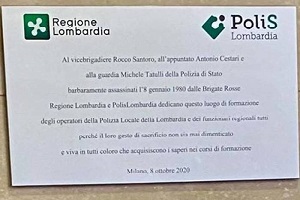 Regione
Lombardia
PoliS
Lombardia
Al vicebrigadiere Rocco Santoro, all'appuntato Antonio Cestari e
alla guardia Michele Tatulli della Polizia di Stato
barbaramente assassinati l'8 gennaio 1980 dalle Brigate Rosse
Regione Lombardia e PolisLombardia dedicano questo luogo di formazione
degli operatori della Polizia Locale della Lombardia e dei funzionari regionali tutti
perché il loro gesto di sacrificio non sia mai dimenticato
e viva in tutti coloro che acquisiscono i saperi nei corsi di formazione
Milano, 8 ottobre 2020